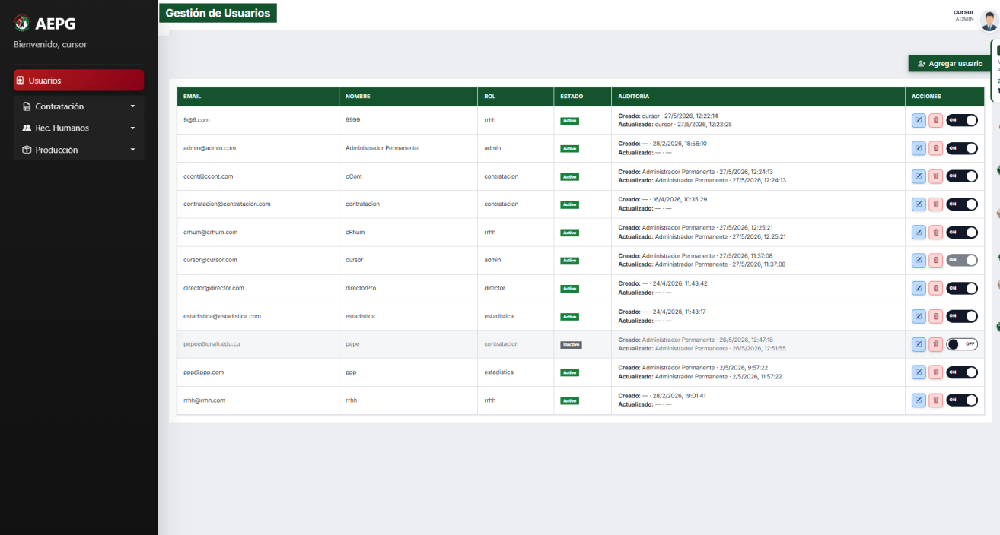 AEPG
Bienvenido, cursor
Usuarios
Contratación
Rec. Humanos
Producción
Gestión de Usuarios
cursor
ADMIN
Agregar usuario
EMAIL NOMBRE ROL ESTADO AUDITORÍA ACCIONES
9@9.com 9999 rrhh Activo Creado: cursor · 27/5/2026, 12:22:14 ON
Actualizado: cursor · 27/5/2026, 12:22:25
admin@admin.com Administrador Permanente admin Activo Creado: — · 28/2/2026, 18:56:10 ON
Actualizado: — · —
ccont@ccont.com cCont contratacion Activo Creado: Administrador Permanente · 27/5/2026, 12:24:13 ON
Actualizado: Administrador Permanente · 27/5/2026, 12:24:13
contratacion@contratacion.com contratacion contratacion Activo Creado: — · 16/4/2026, 10:35:29 ON
Actualizado: — · —
crhum@crhum.com cRhum rrhh Activo Creado: Administrador Permanente · 27/5/2026, 12:25:21 ON
Actualizado: Administrador Permanente · 27/5/2026, 12:25:21
cursor@cursor.com cursor admin Activo Creado: Administrador Permanente · 27/5/2026, 11:37:08 ON
Actualizado: Administrador Permanente · 27/5/2026, 11:37:08
director@director.com directorPro director Activo Creado: — · 24/4/2026, 11:43:42 ON
Actualizado: — · —
estadistica@estadistica.com estadistica estadistica Activo Creado: — · 24/4/2026, 11:43:17 ON
Actualizado: — · —
pepee@unah.edu.cu pepe contratacion Inactivo Creado: Administrador Permanente · 26/5/2026, 12:47:18 OFF
Actualizado: Administrador Permanente · 26/5/2026, 12:51:55
ppp@ppp.com ppp estadistica Activo Creado: Administrador Permanente · 2/5/2026, 9:57:22 ON
Actualizado: Administrador Permanente · 2/5/2026, 11:57:22
rrhh@rrhh.com rrhh rrhh Activo Creado: — · 28/2/2026, 19:01:41 ON
Actualizado: — · —